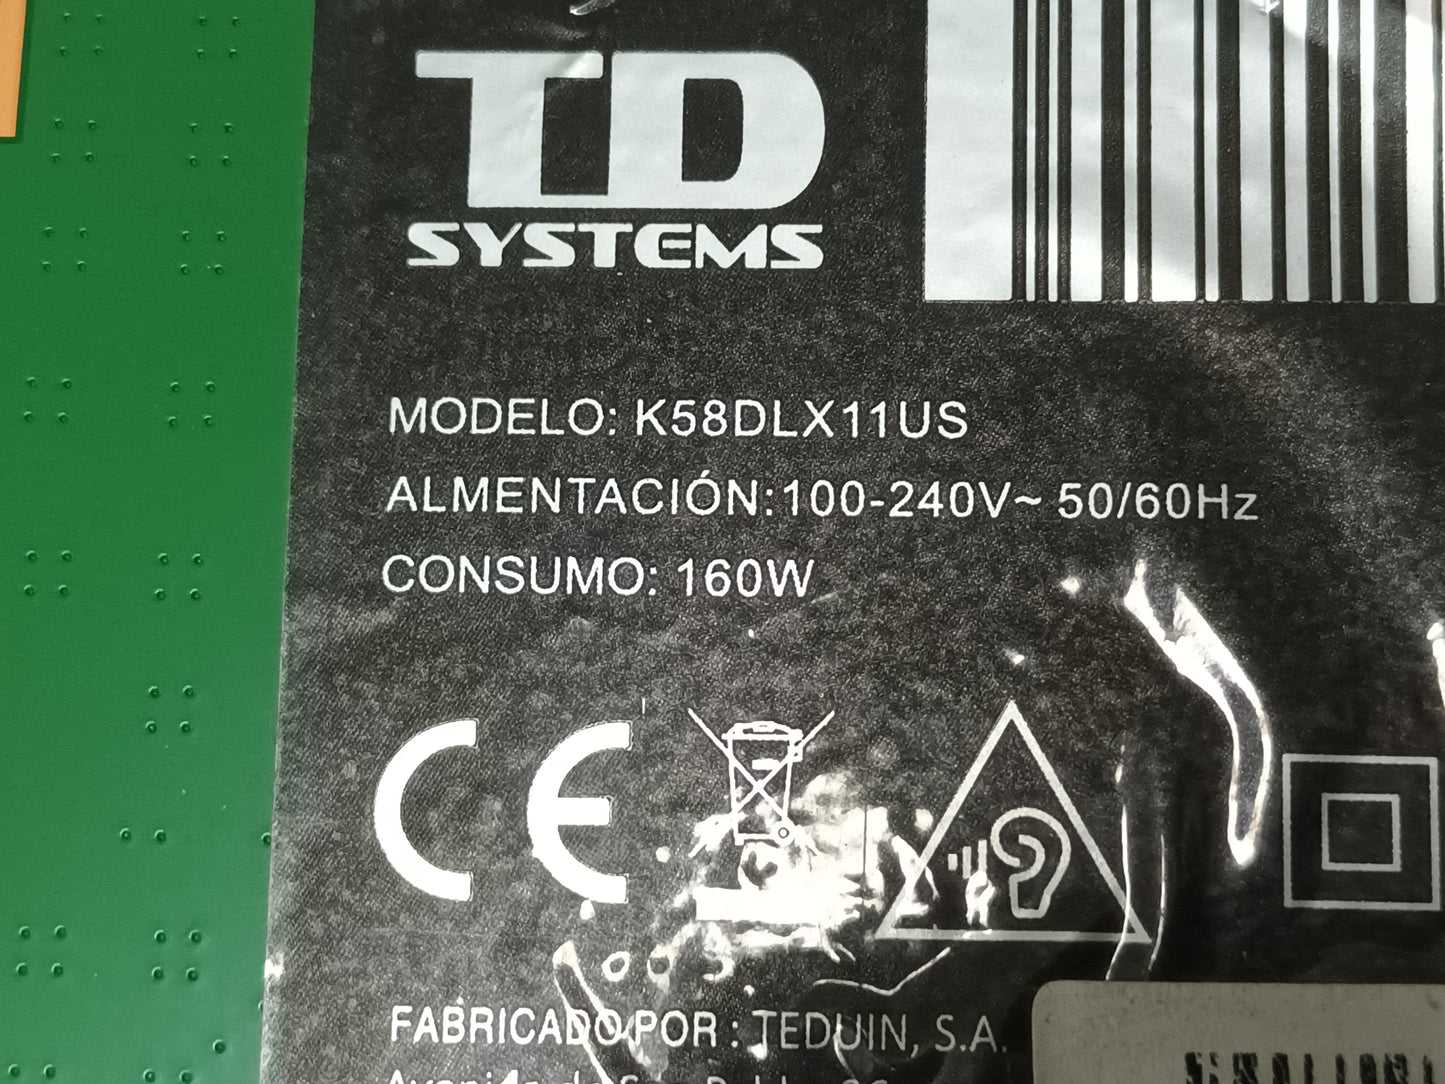 TD
SYSTEMS
MODELO: K58DLX11US
ALMENTACIÓN:100-240V~ 50/60Hz
CONSUMO: 160W
CE
FABRICADO POR : TEDUIN, S.A.